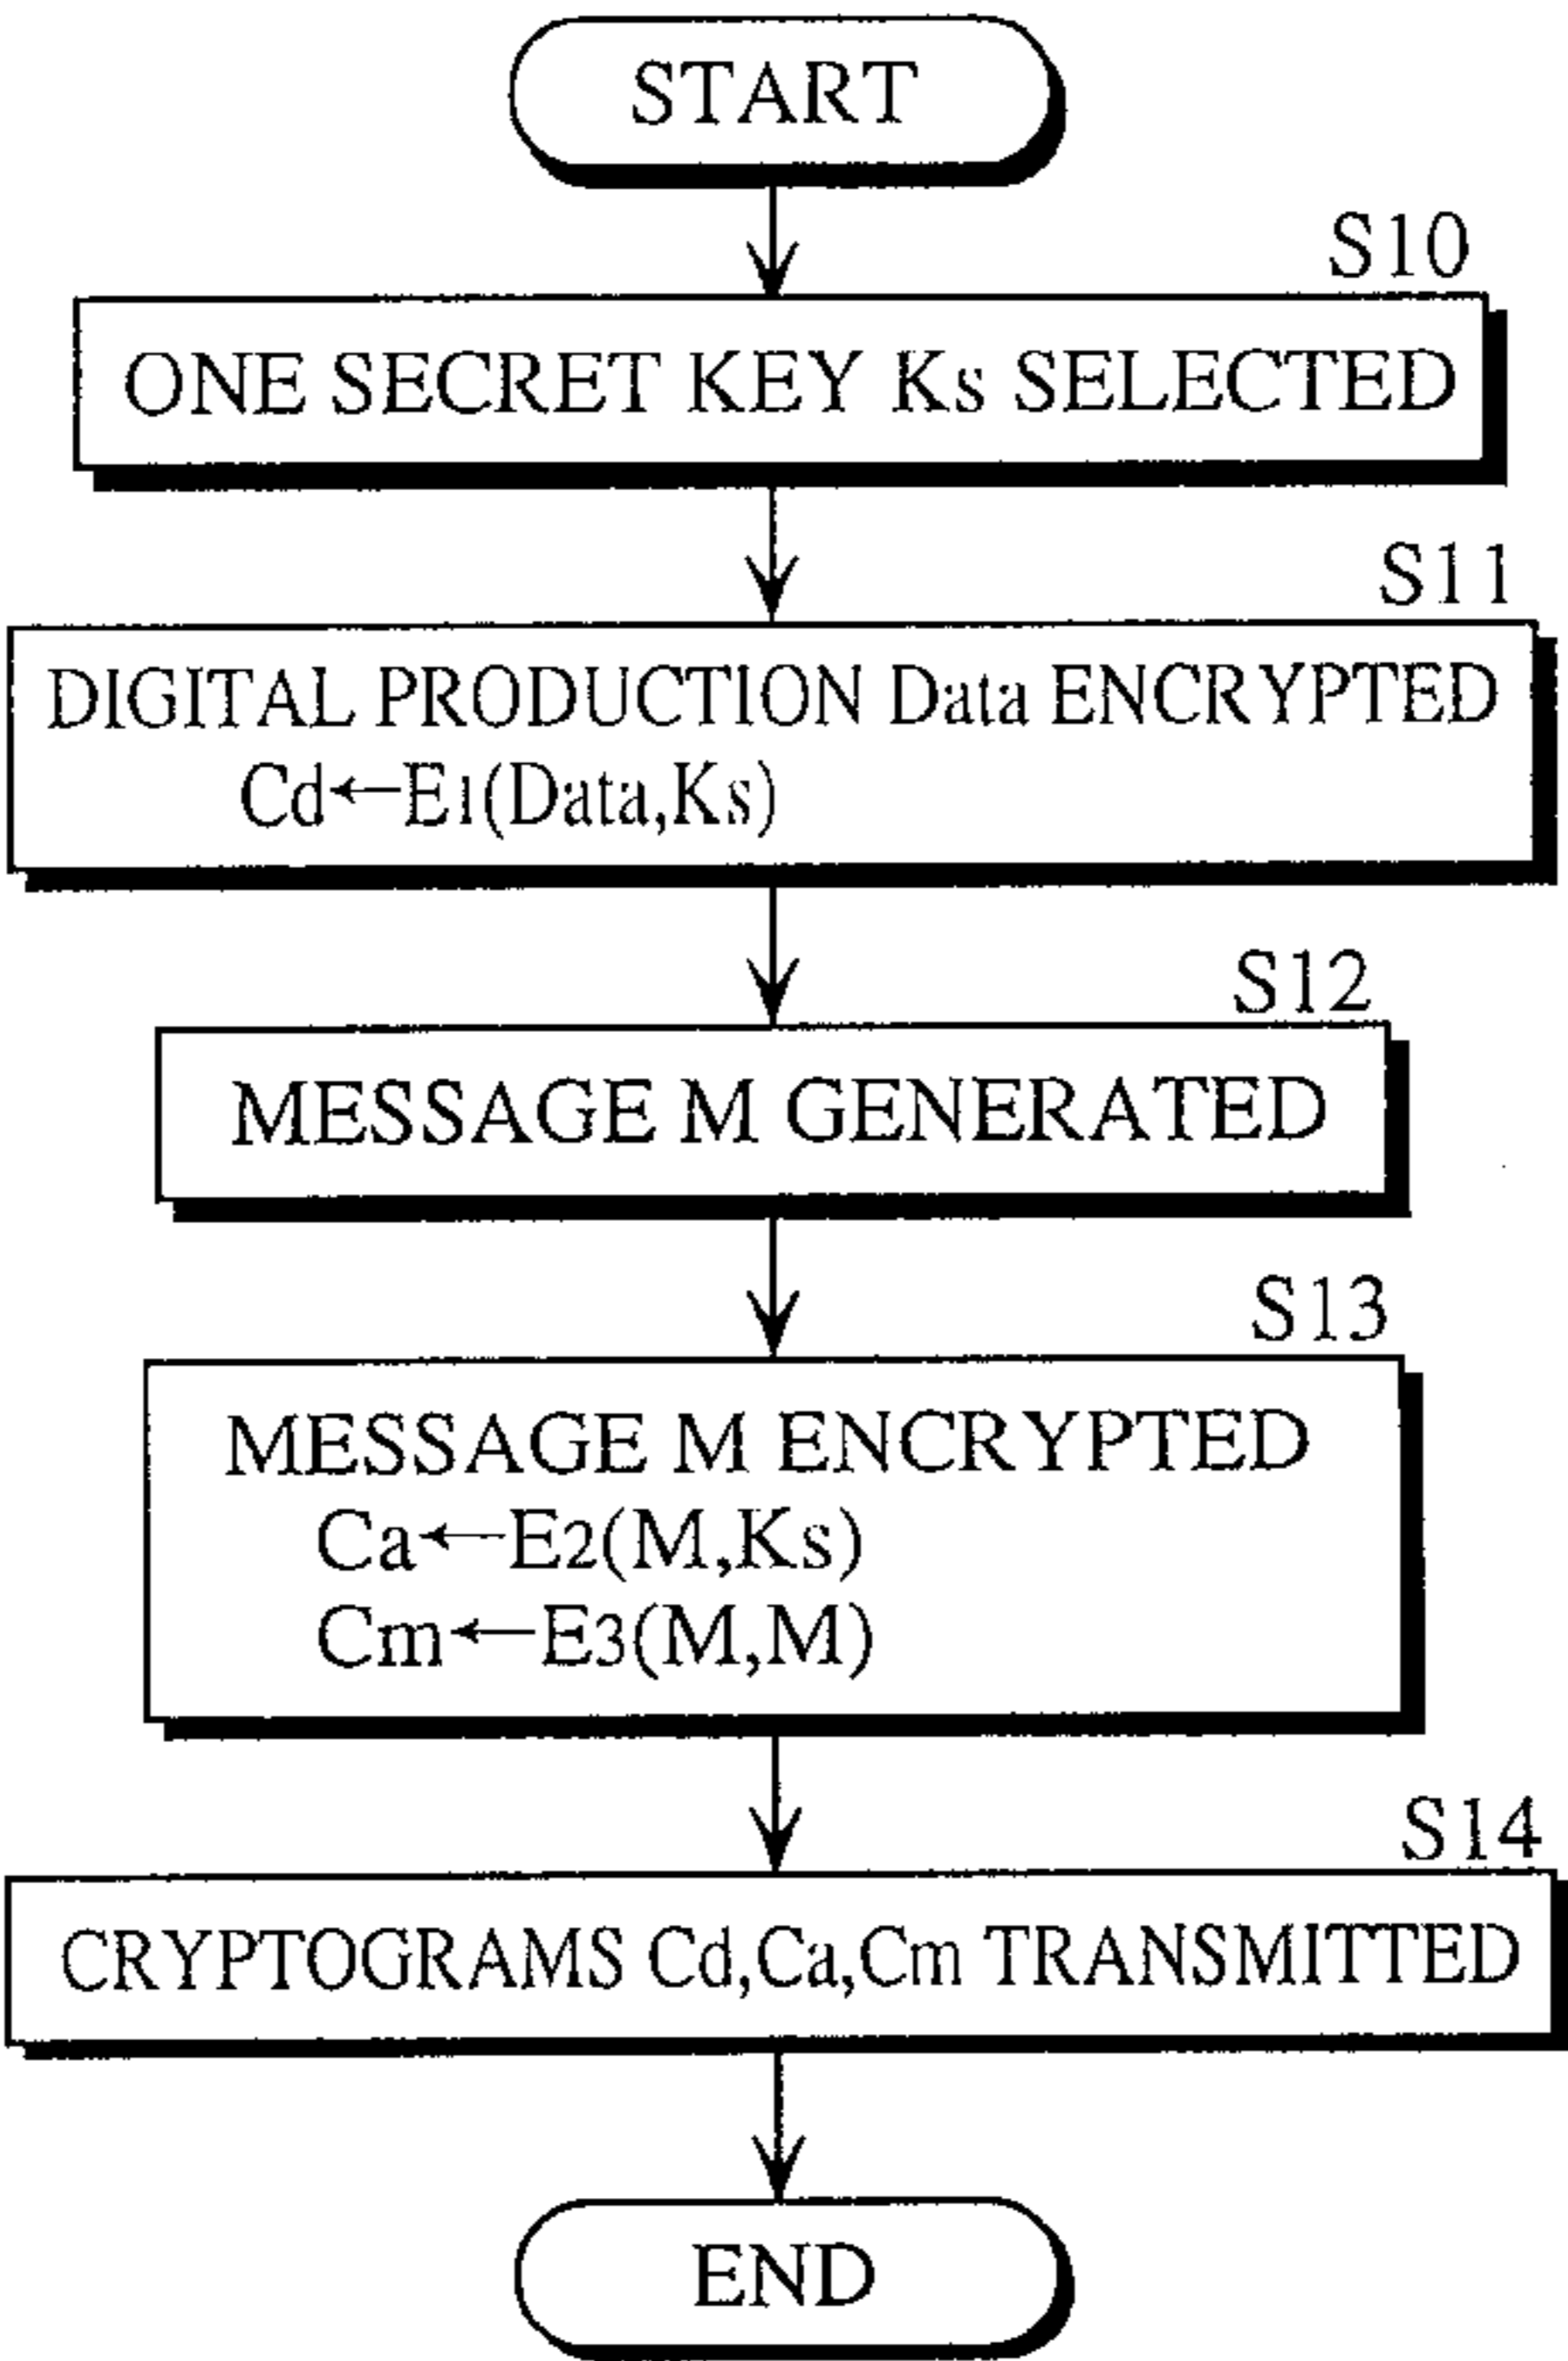 START
S10
ONE SECRET KEY Ks SELECTED
S11
DIGITAL PRODUCTION Data ENCRYPTED
Cd←E1(Data,Ks)
S12
MESSAGE M GENERATED
S13
MESSAGE M ENCRYPTED
Ca←E2(M,Ks)
Cm←E3(M,M)
S14
CRYPTOGRAMS Cd,Ca,Cm TRANSMITTED
END